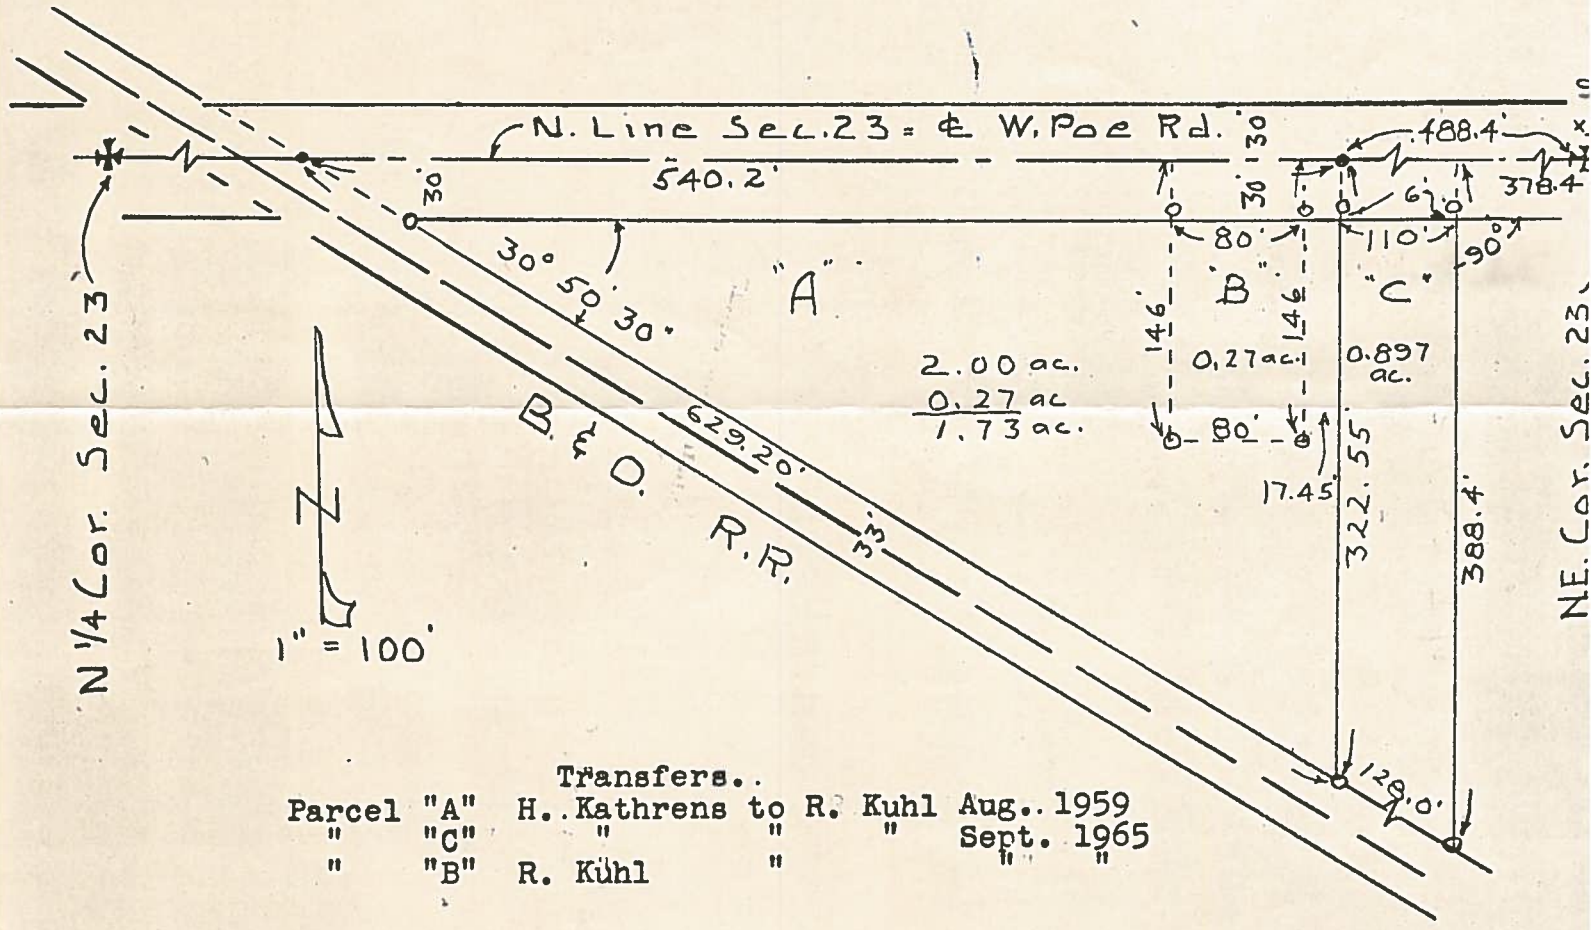 N. Line Sec. 23 = ℄ W. Poe Rd.
30' 30'
488.4'
540.2'
30'
30'
6'
378.4
80'
110'
90°
30° 50' 30"
"A"
"B"
"C"
146'
146'
2.00 ac.
0.27 ac
1.73 ac.
0.27 ac.
0.897
ac.
80'
17.45'
322.55'
388.4'
629.20'
B. & O. R.R.
33'
128.0'
N 1/4 Cor. Sec. 23
NE. Cor. Sec. 23
N
1" = 100'
Transfers..
Parcel "A" H. Kathrens to R. Kuhl Aug.. 1959
" "C" " " " Sept. 1965
" "B" R. Kuhl " " "